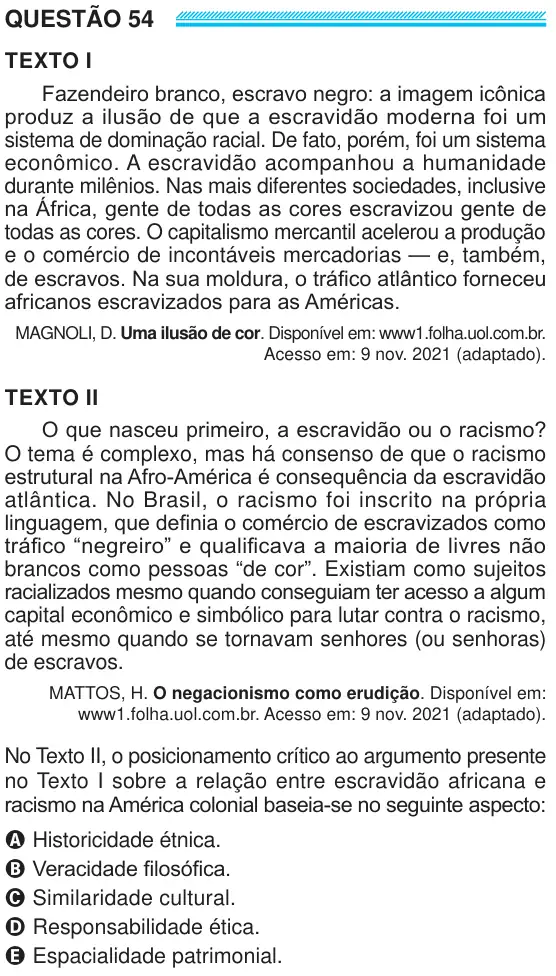 QUESTÃO 54
TEXTO I
Fazendeiro branco, escravo negro: a imagem icônica
produz a ilusão de que a escravidão moderna foi um
sistema de dominação racial. De fato, porém, foi um sistema
econômico. A escravidão acompanhou a humanidade
durante milênios. Nas mais diferentes sociedades, inclusive
na África, gente de todas as cores escravizou gente de
todas as cores. O capitalismo mercantil acelerou a produção
e o comércio de incontáveis mercadorias — e, também,
de escravos. Na sua moldura, o tráfico atlântico forneceu
africanos escravizados para as Américas.
MAGNOLI, D. Uma ilusão de cor. Disponível em: www1.folha.uol.com.br.
Acesso em: 9 nov. 2021 (adaptado).
TEXTO II
O que nasceu primeiro, a escravidão ou o racismo?
O tema é complexo, mas há consenso de que o racismo
estrutural na Afro-América é consequência da escravidão
atlântica. No Brasil, o racismo foi inscrito na própria
linguagem, que definia o comércio de escravizados como
tráfico “negreiro” e qualificava a maioria de livres não
brancos como pessoas “de cor”. Existiam como sujeitos
racializados mesmo quando conseguiam ter acesso a algum
capital econômico e simbólico para lutar contra o racismo,
até mesmo quando se tornavam senhores (ou senhoras)
de escravos.
MATTOS, H. O negacionismo como erudição. Disponível em:
www1.folha.uol.com.br. Acesso em: 9 nov. 2021 (adaptado).
No Texto II, o posicionamento crítico ao argumento presente
no Texto I sobre a relação entre escravidão africana e
racismo na América colonial baseia-se no seguinte aspecto:
A Historicidade étnica.
B Veracidade filosófica.
C Similaridade cultural.
D Responsabilidade ética.
E Espacialidade patrimonial.